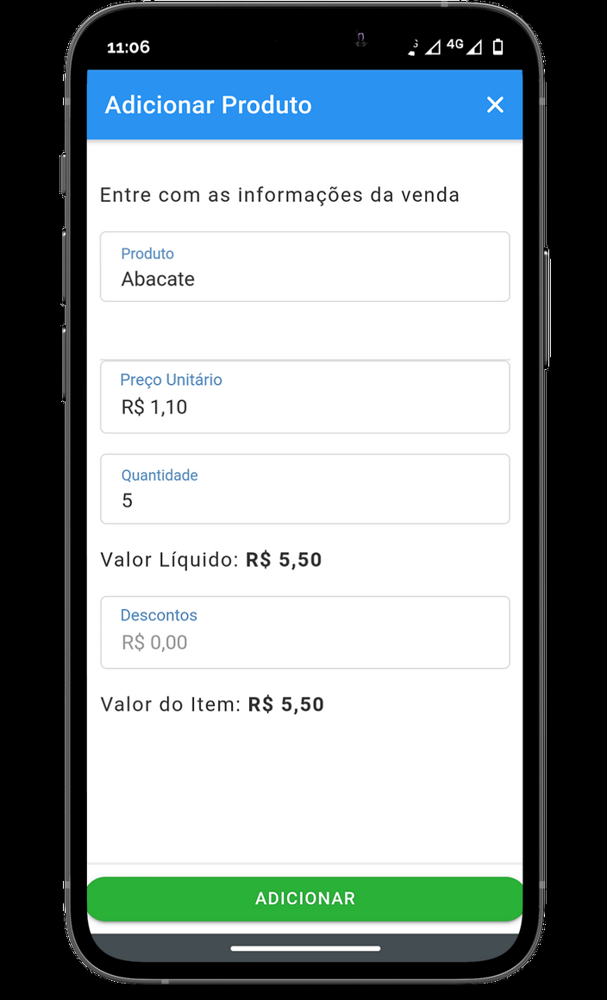 11:06
4G
Adicionar Produto
Entre com as informações da venda
Produto
Abacate
Preço Unitário
R$ 1,10
Quantidade
5
Valor Líquido: R$ 5,50
Descontos
R$ 0,00
Valor do Item: R$ 5,50
ADICIONAR